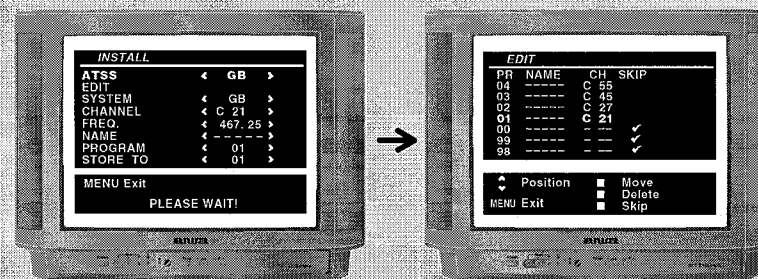 INSTALL
ATSS < GB >
EDIT
SYSTEM < GB >
CHANNEL < C 21 >
FREQ. < 467.25 >
NAME < ----- >
PROGRAM < 01 >
STORE TO < 01 >
MENU Exit
PLEASE WAIT!
EDIT
PR NAME CH SKIP
04 ----- C 55
03 ----- C 45
02 ----- C 27
01 ----- C 21
00 ----- - -- ✔
99 ----- - -- ✔
98 ----- - -- ✔
Position Move
Delete
MENU Exit Skip